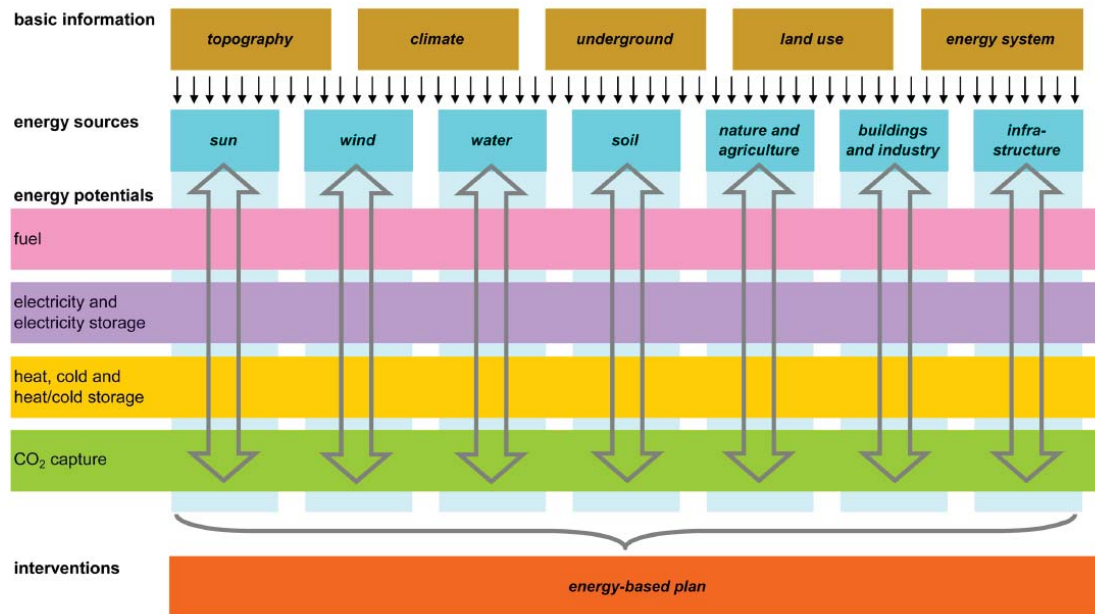 basic information
topography
climate
underground
land use
energy system
energy sources
sun
wind
water
soil
nature and
agriculture
buildings
and industry
infra-
structure
energy potentials
fuel
electricity and
electricity storage
heat, cold and
heat/cold storage
CO₂ capture
interventions
energy-based plan